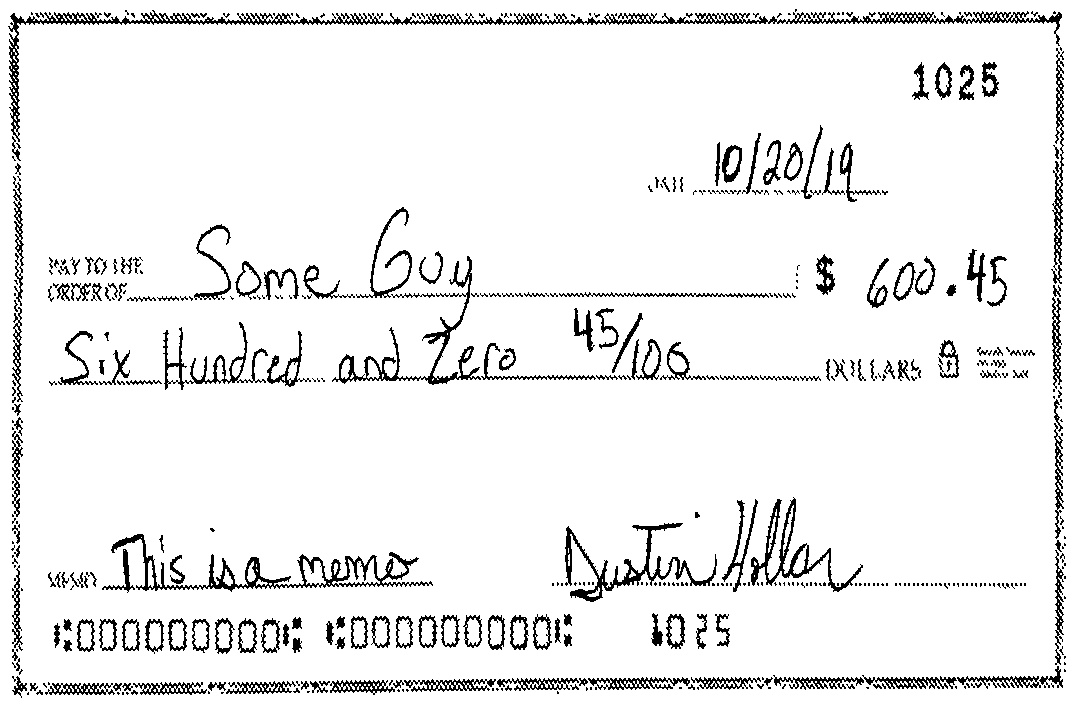 1025
DATE 10/20/19
PAY TO THE
ORDER OF Some Guy $ 600.45
Six Hundred and Zero 45/100 DOLLARS
MEMO This is a memo Dustin Hollar
⑆000000000⑆ ⑆000000000⑆ 1025